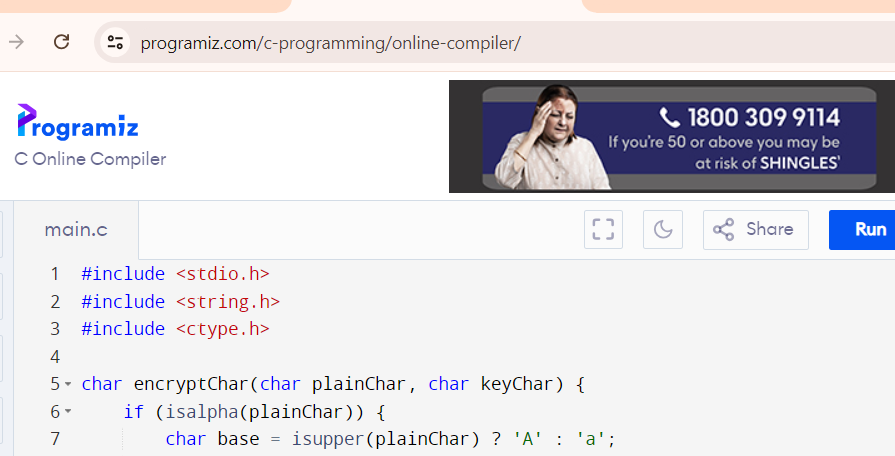 programiz.com/c-programming/online-compiler/
Programiz
C Online Compiler
1800 309 9114
If you're 50 or above you may be
at risk of SHINGLES¹
main.c
Share
Run
1 #include <stdio.h>
2 #include <string.h>
3 #include <ctype.h>
4
5 char encryptChar(char plainChar, char keyChar) {
6     if (isalpha(plainChar)) {
7         char base = isupper(plainChar) ? 'A' : 'a';